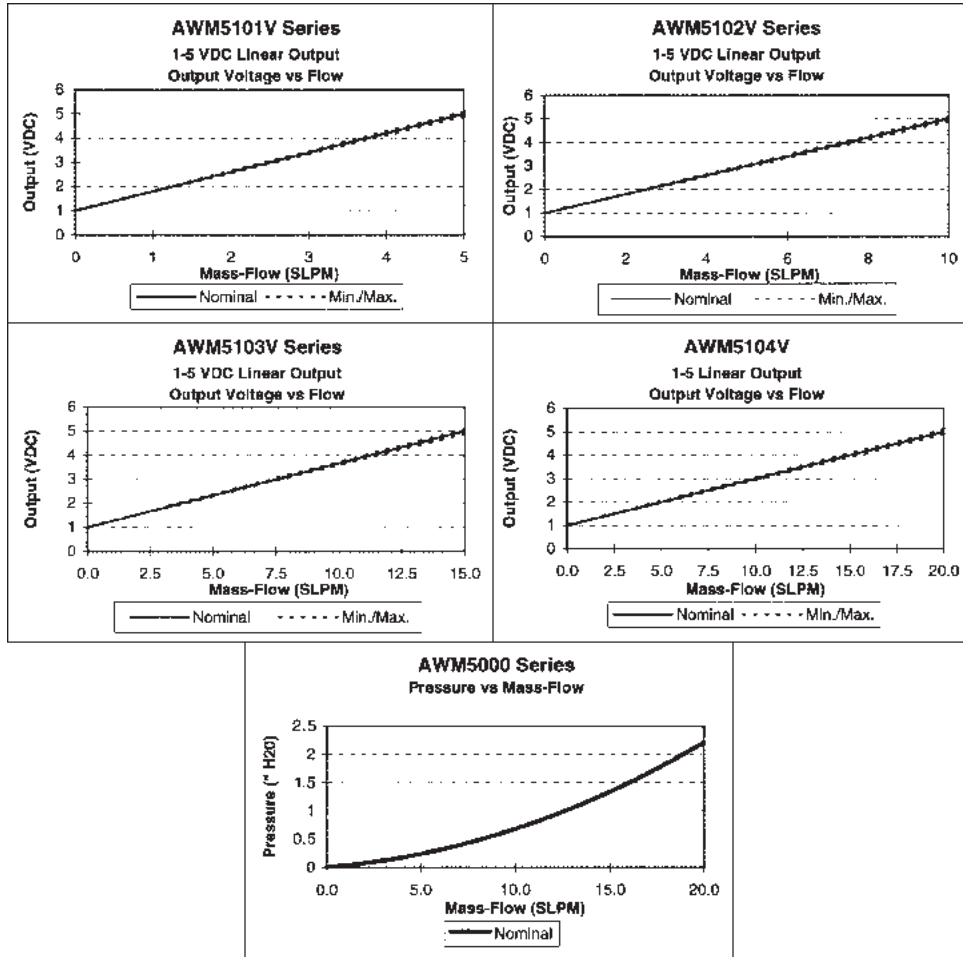 AWM5101V Series
1-5 VDC Linear Output
Output Voltage vs Flow
Output (VDC)
6
5
4
3
2
1
0
0 1 2 3 4 5
Mass-Flow (SLPM)
Nominal Min./Max.
AWM5102V Series
1-5 VDC Linear Output
Output Voltage vs Flow
Output (VDC)
6
5
4
3
2
1
0
0 2 4 6 8 10
Mass-Flow (SLPM)
Nominal Min./Max.
AWM5103V Series
1-5 VDC Linear Output
Output Voltage vs Flow
Output (VDC)
6
5
4
3
2
1
0
0.0 2.5 5.0 7.5 10.0 12.5 15.0
Mass-Flow (SLPM)
Nominal Min./Max.
AWM5104V
1-5 Linear Output
Output Voltage vs Flow
Output (VDC)
6
5
4
3
2
1
0
0.0 2.5 5.0 7.5 10.0 12.5 15.0 17.5 20.0
Mass-Flow (SLPM)
Nominal Min./Max.
AWM5000 Series
Pressure vs Mass-Flow
Pressure (" H20)
2.5
2
1.5
1
0.5
0
0.0 5.0 10.0 15.0 20.0
Mass-Flow (SLPM)
Nominal